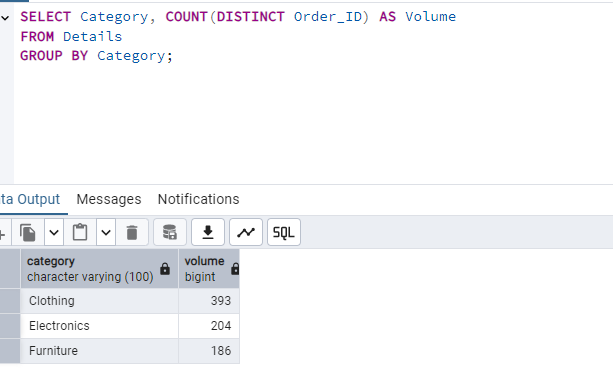 SELECT Category, COUNT(DISTINCT Order_ID) AS Volume
FROM Details
GROUP BY Category;
ta Output Messages Notifications
SQL
category volume
character varying (100) bigint
Clothing 393
Electronics 204
Furniture 186